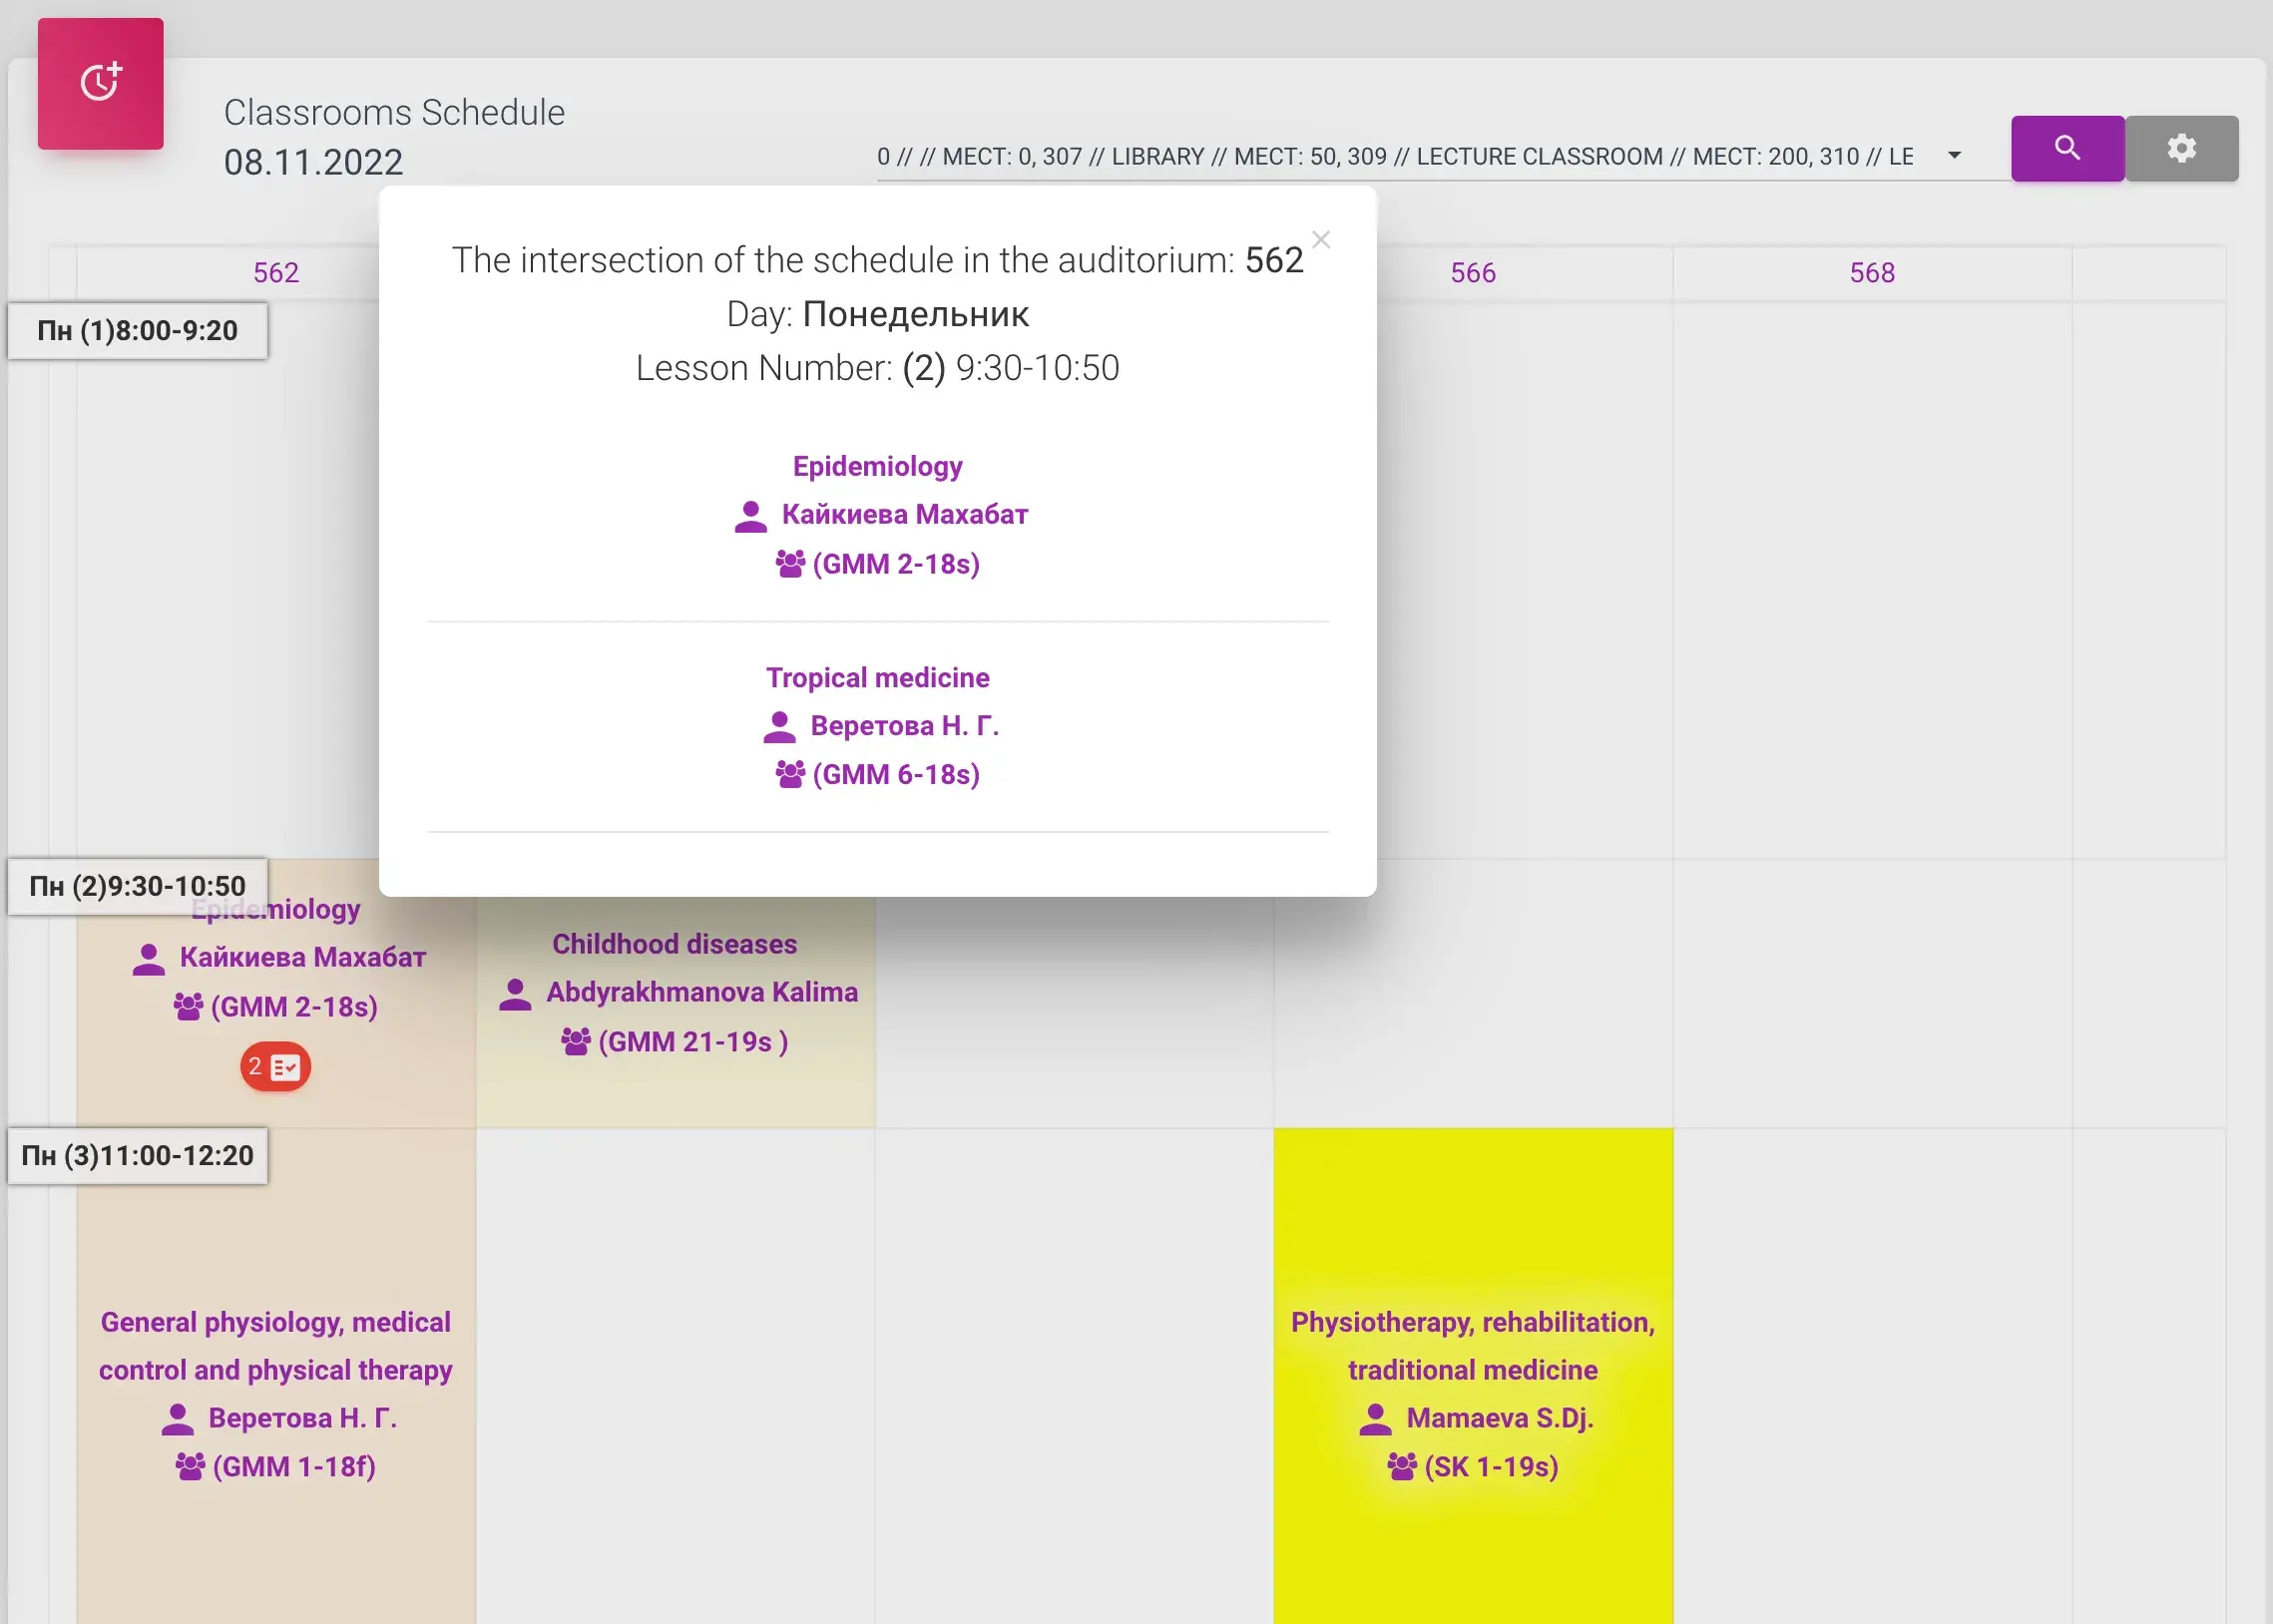 Classrooms Schedule
08.11.2022
0 // // МЕСТ: 0, 307 // LIBRARY // МЕСТ: 50, 309 // LECTURE CLASSROOM // МЕСТ: 200, 310 // LE
562
566
568
The intersection of the schedule in the auditorium: 562
Day: Понедельник
Lesson Number: (2) 9:30-10:50
Epidemiology
Кайкиева Махабат
(GMM 2-18s)
Tropical medicine
Веретова Н. Г.
(GMM 6-18s)
Пн (1)8:00-9:20
Пн (2)9:30-10:50
Epidemiology
Кайкиева Махабат
(GMM 2-18s)
2
Childhood diseases
Abdyrakhmanova Kalima
(GMM 21-19s )
Пн (3)11:00-12:20
General physiology, medical
control and physical therapy
Веретова Н. Г.
(GMM 1-18f)
Physiotherapy, rehabilitation,
traditional medicine
Mamaeva S.Dj.
(SK 1-19s)